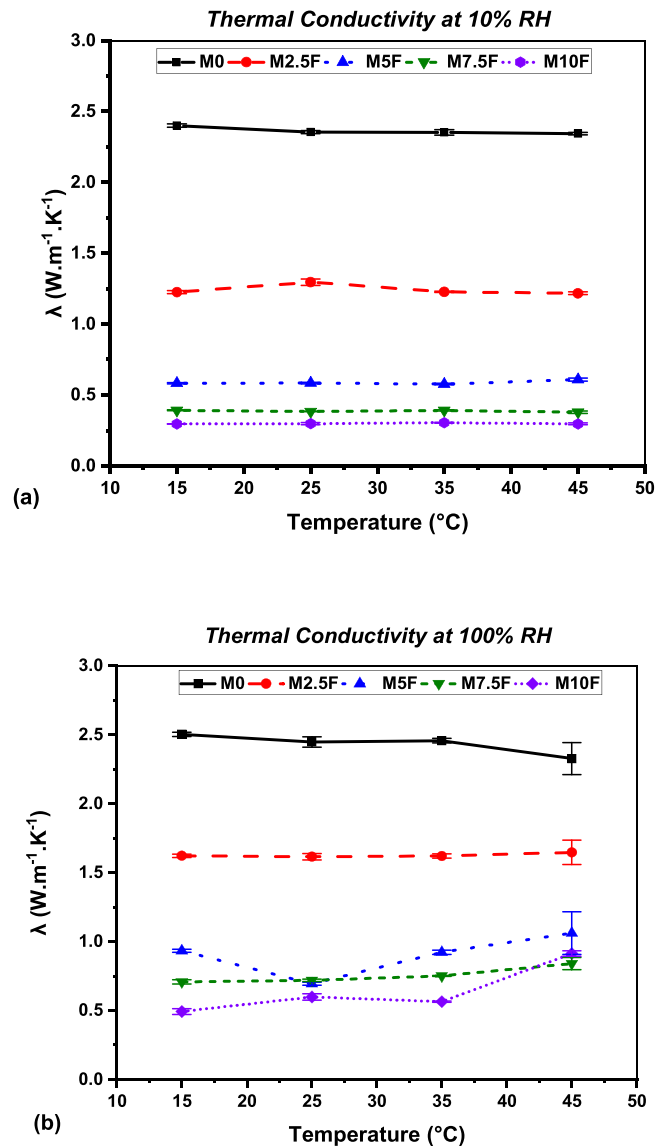 Thermal Conductivity at 10% RH
3.0
M0 M2.5F M5F M7.5F M10F
2.5
2.0
1.5
1.0
0.5
0.0
λ (W.m⁻¹.K⁻¹)
10 15 20 25 30 35 40 45 50
(a)
Temperature (°C)
Thermal Conductivity at 100% RH
3.0
M0 M2.5F M5F M7.5F M10F
2.5
2.0
1.5
1.0
0.5
0.0
λ (W.m⁻¹.K⁻¹)
10 15 20 25 30 35 40 45 50
(b)
Temperature (°C)